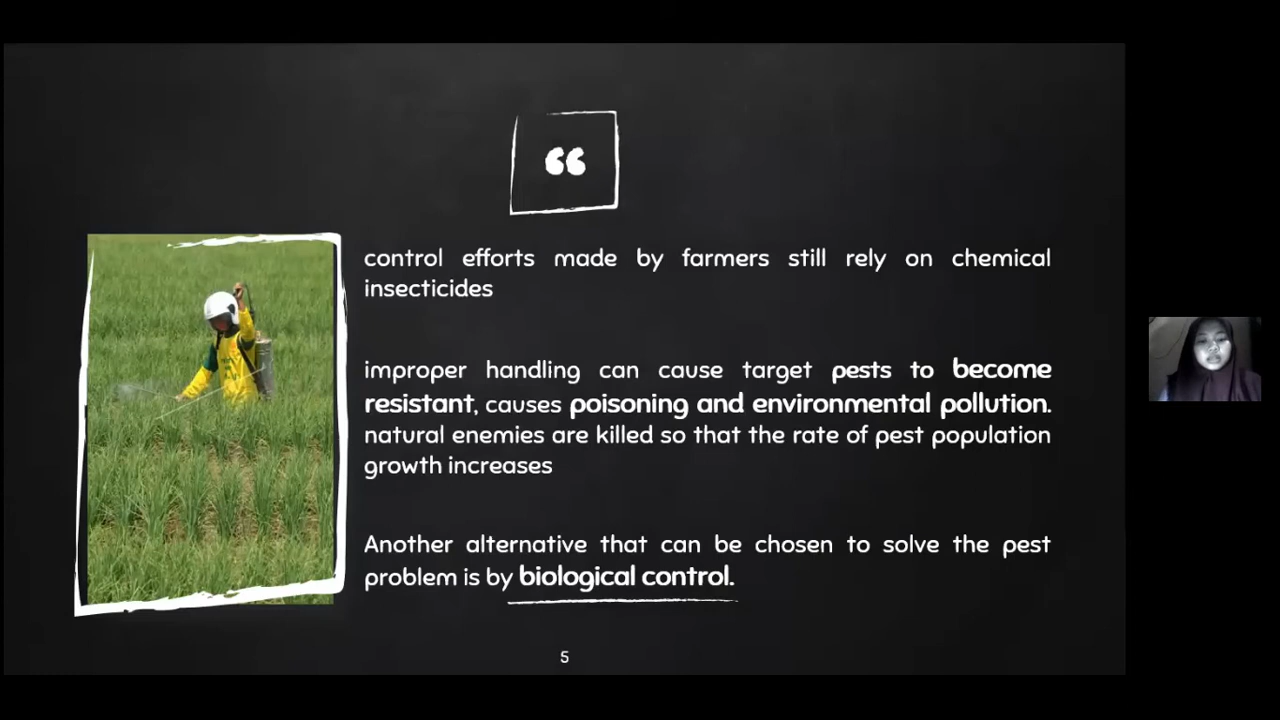 “
control efforts made by farmers still rely on chemical
insecticides
improper handling can cause target pests to become
resistant, causes poisoning and environmental pollution.
natural enemies are killed so that the rate of pest population
growth increases
Another alternative that can be chosen to solve the pest
problem is by biological control.
5